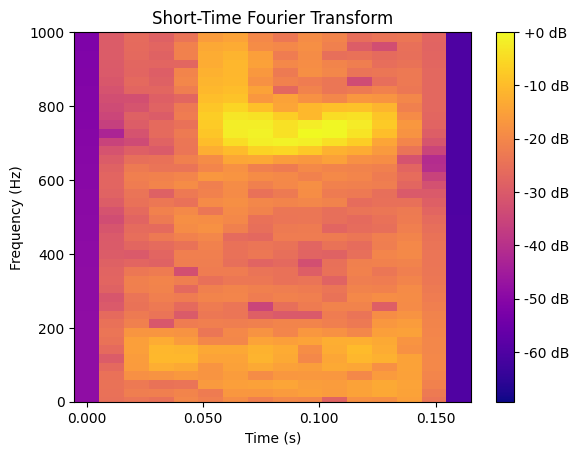 Short-Time Fourier Transform
1000
800
600
400
200
0
Frequency (Hz)
0.000
0.050
0.100
0.150
Time (s)
+0 dB
-10 dB
-20 dB
-30 dB
-40 dB
-50 dB
-60 dB